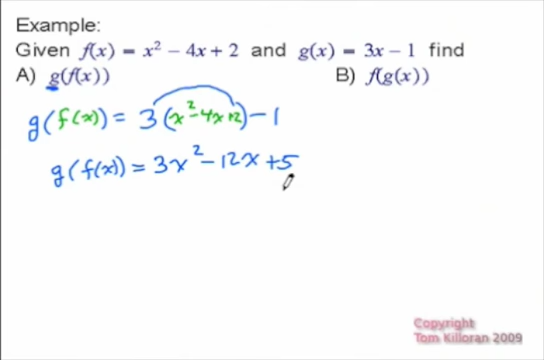 Example:
Given f(x) = x² − 4x + 2 and g(x) = 3x − 1 find
A) g(f(x)) B) f(g(x))
g(f(x)) = 3(x²-4x+2) - 1
g(f(x)) = 3x² - 12x + 5
Copyright
Tom Killoran 2009